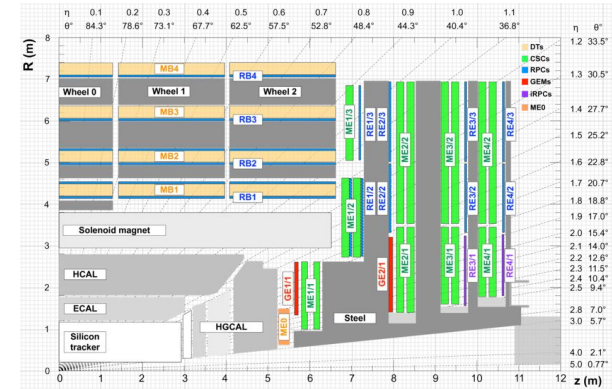 η 0.1 0.2 0.3 0.4 0.5 0.6 0.7 0.8 0.9 1.0 1.1
θ° 84.3° 78.6° 73.1° 67.7° 62.5° 57.5° 52.8° 48.4° 44.3° 40.4° 36.8° η θ°
R (m)
8
7
6
5
4
3
2
1
0
1.2 33.5°
1.3 30.5°
1.4 27.7°
1.5 25.2°
1.6 22.8°
1.7 20.7°
1.8 18.8°
1.9 17.0°
2.0 15.4°
2.1 14.0°
2.2 12.6°
2.3 11.5°
2.4 10.4°
2.5 9.4°
2.8 7.0°
3.0 5.7°
4.0 2.1°
5.0 0.77°
DTs
CSCs
RPCs
GEMs
iRPCs
ME0
MB4
RB4
Wheel 0
Wheel 1
Wheel 2
MB3
RB3
MB2
RB2
MB1
RB1
Solenoid magnet
HCAL
ECAL
Silicon
tracker
HGCAL
Steel
ME0
GE1/1
ME1/1
ME1/2
ME1/3
RE1/3
RE1/2
RE2/3
RE2/2
GE2/1
ME2/2
ME2/1
ME3/2
ME3/1
RE3/3
RE3/2
RE3/1
ME4/2
ME4/1
RE4/3
RE4/2
RE4/1
0 1 2 3 4 5 6 7 8 9 10 11 12
z (m)